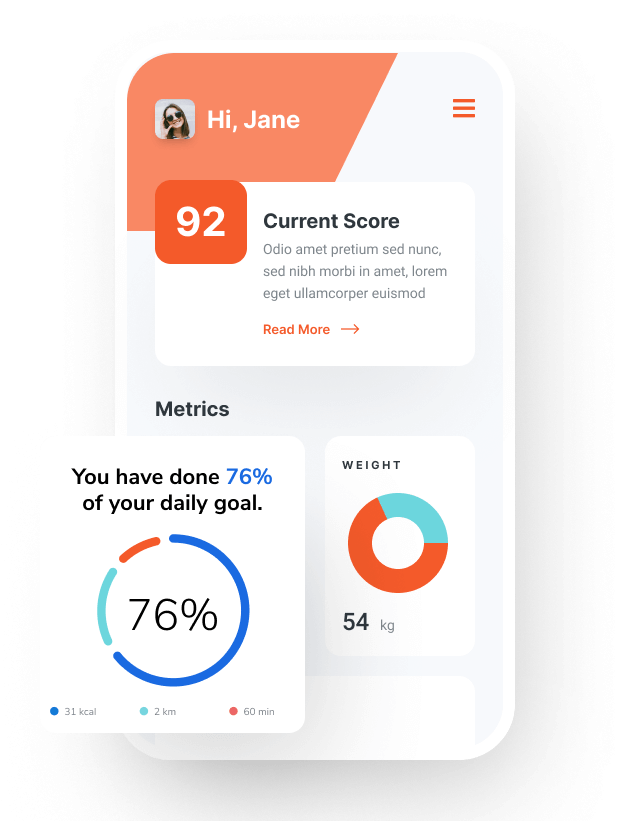 Hi, Jane
92
Current Score
Odio amet pretium sed nunc,
sed nibh morbi in amet, lorem
eget ullamcorper euismod
Read More
Metrics
You have done 76%
of your daily goal.
76%
31 kcal
2 km
60 min
WEIGHT
54 kg